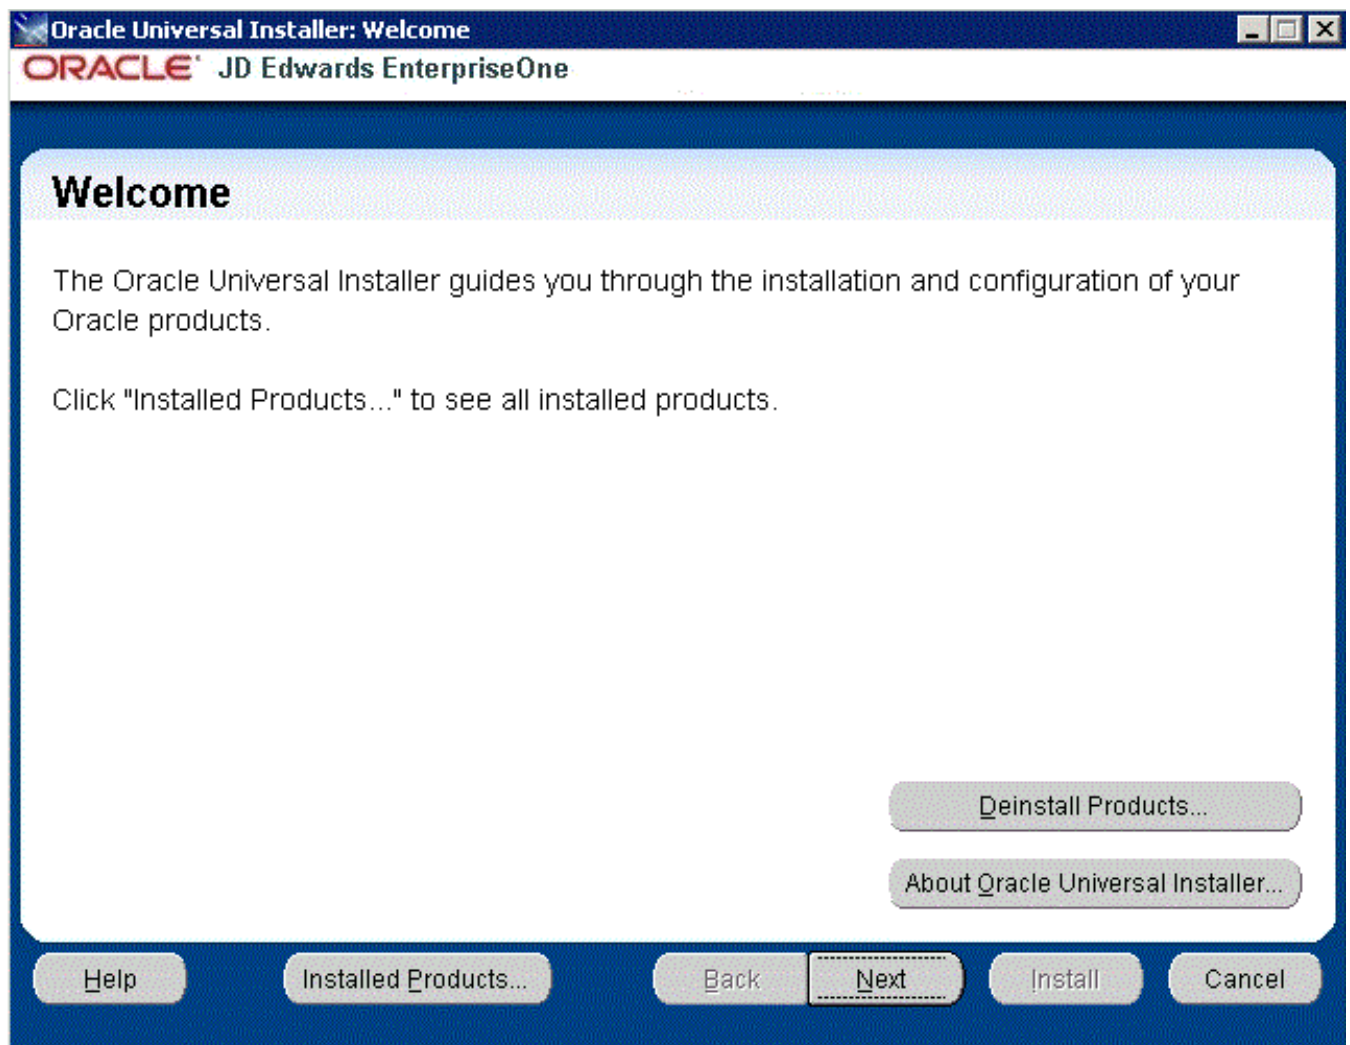 Oracle Universal Installer: Welcome
ORACLE JD Edwards EnterpriseOne
Welcome
The Oracle Universal Installer guides you through the installation and configuration of your
Oracle products.
Click "Installed Products..." to see all installed products.
Deinstall Products...
About Oracle Universal Installer...
Help Installed Products... Back Next Install Cancel